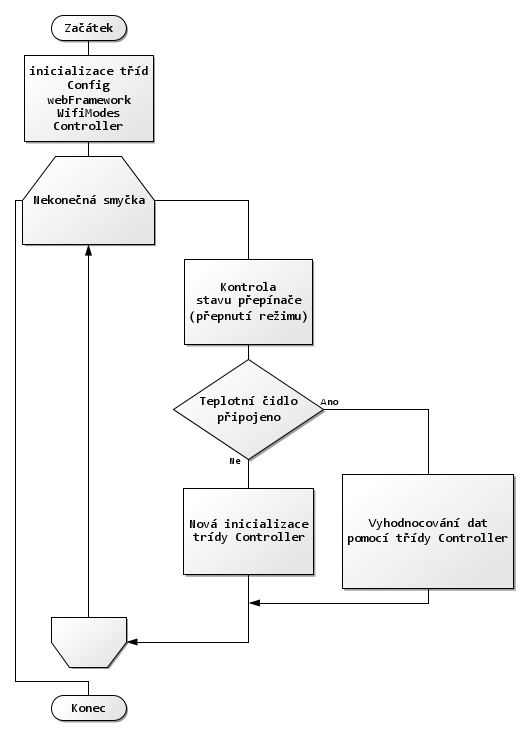 Začátek
inicializace tříd
Config
webFramework
WifiModes
Controller
Nekonečná smyčka
Kontrola
stavu přepínače
(přepnutí režimu)
Teplotní čidlo
připojeno
Ano
Ne
Nová inicializace
trídy Controller
Vyhodnocování dat
pomocí třídy Controller
Konec